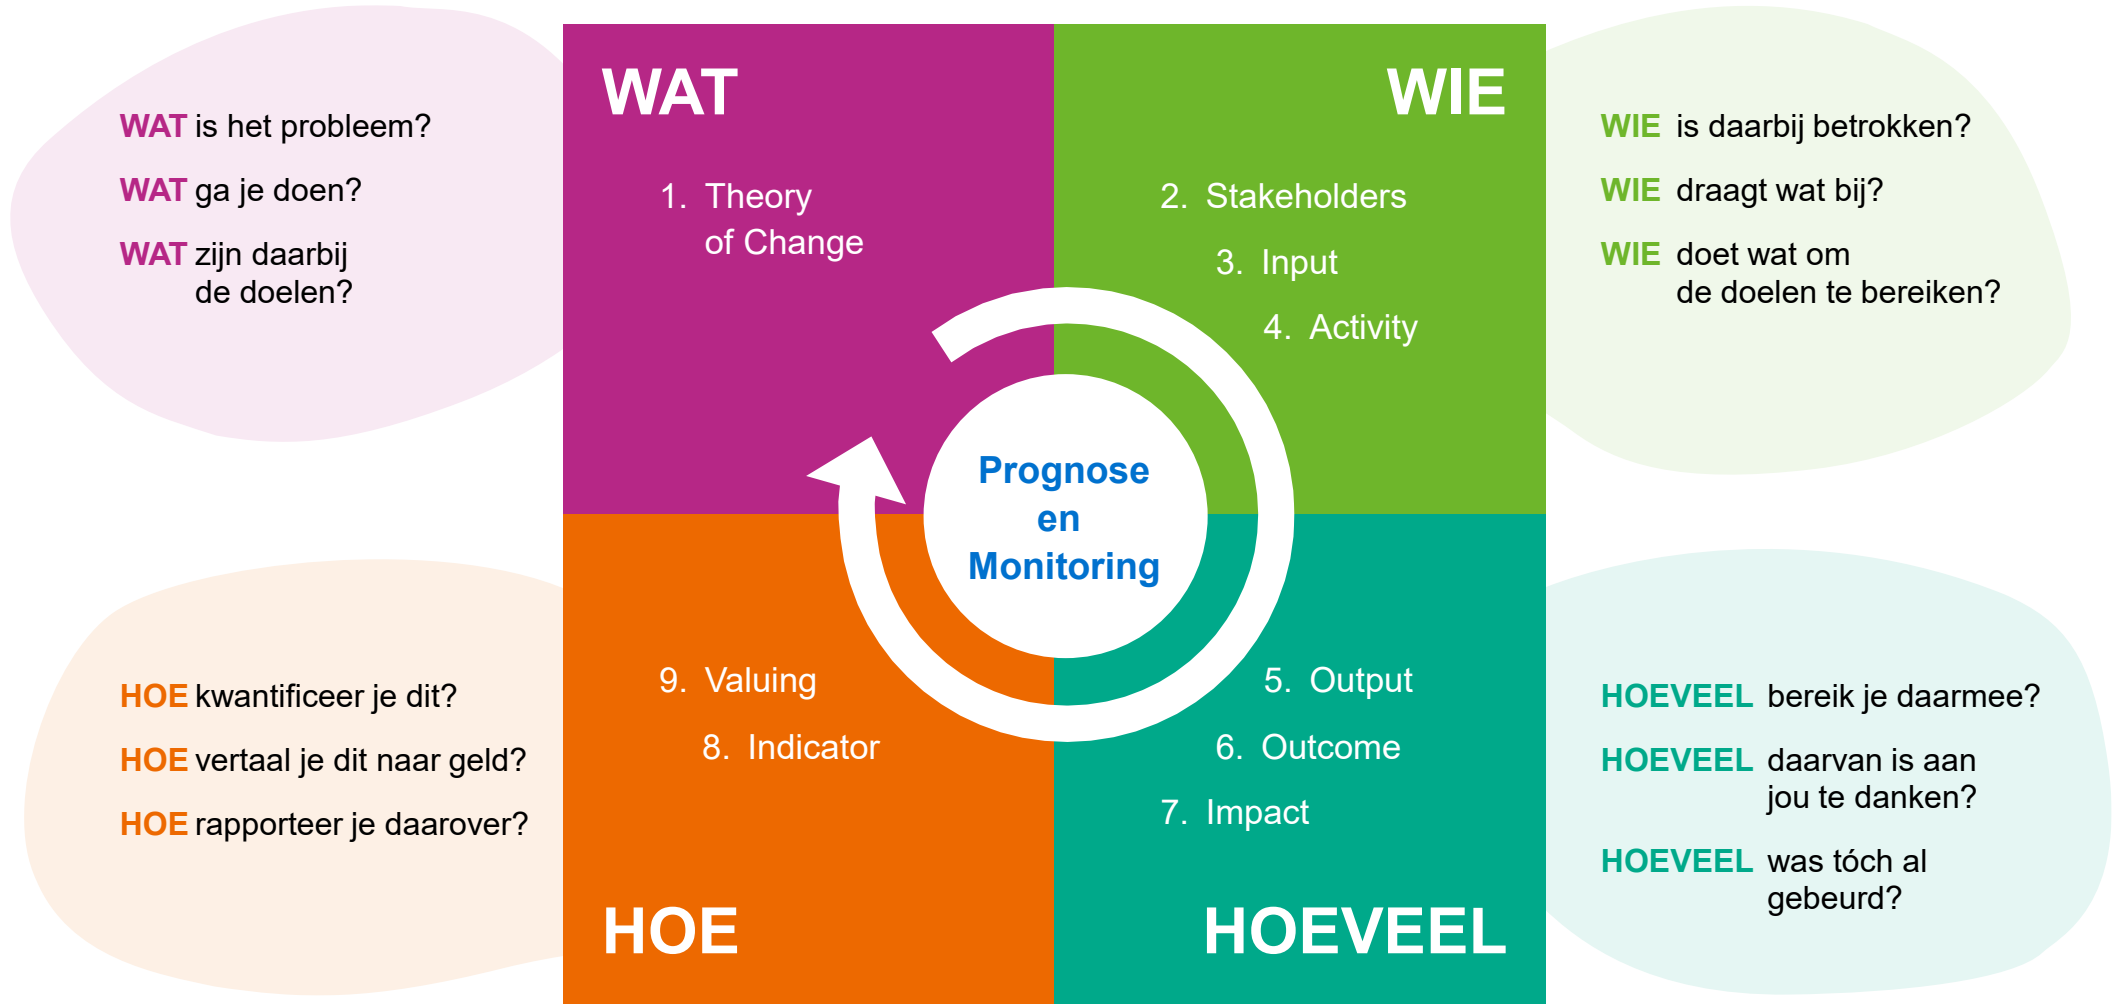 WAT is het probleem?
WAT ga je doen?
WAT zijn daarbij
de doelen?
WAT
1. Theory
of Change
WIE
2. Stakeholders
3. Input
4. Activity
WIE is daarbij betrokken?
WIE draagt wat bij?
WIE doet wat om
de doelen te bereiken?
Prognose
en
Monitoring
HOE kwantificeer je dit?
HOE vertaal je dit naar geld?
HOE rapporteer je daarover?
9. Valuing
8. Indicator
HOE
5. Output
6. Outcome
7. Impact
HOEVEEL
HOEVEEL bereik je daarmee?
HOEVEEL daarvan is aan
jou te danken?
HOEVEEL was tóch al
gebeurd?